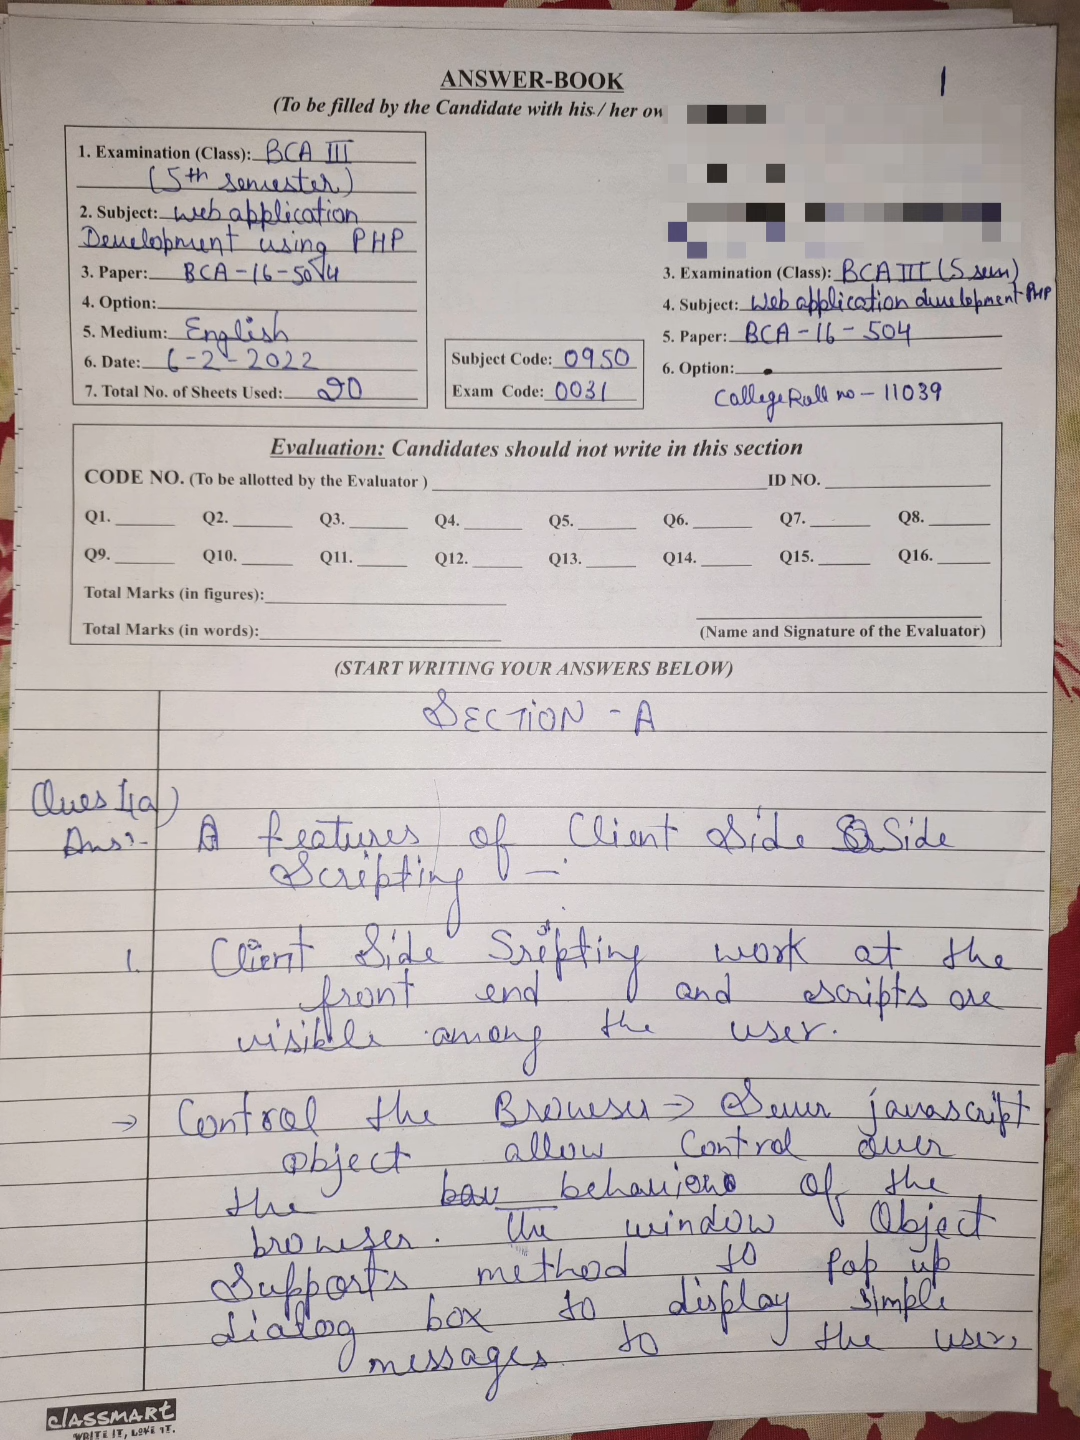 ANSWER-BOOK
1
(To be filled by the Candidate with his / her ow
1. Examination (Class): BCA III
(5th semester)
2. Subject: web application
Development using PHP
3. Paper: BCA-16-504
4. Option:
5. Medium: English
6. Date: 6-2-2022
7. Total No. of Sheets Used: 20
Subject Code: 0950
Exam Code: 0031
3. Examination (Class): BCA III (5 sem)
4. Subject: Web application development PHP
5. Paper: BCA-16-504
6. Option:
College Roll no - 11039
Evaluation: Candidates should not write in this section
CODE NO. (To be allotted by the Evaluator ) ID NO.
Q1. Q2. Q3. Q4. Q5. Q6. Q7. Q8.
Q9. Q10. Q11. Q12. Q13. Q14. Q15. Q16.
Total Marks (in figures):
Total Marks (in words):
(Name and Signature of the Evaluator)
(START WRITING YOUR ANSWERS BELOW)
SECTION - A
Ques 4a)
Ans:- A features of Client Side Side
Scripting :-
1. Client Side Sripting work at the
front end and scripts are
visible among the user.
→ Control the Browser → Some javascript
object allow control over
the behaviour of the
browser. The window Object
Supports method to pop up
dialog box to display simple
messages to the user,
CLASSMART
WRITE IT, LOVE IT.